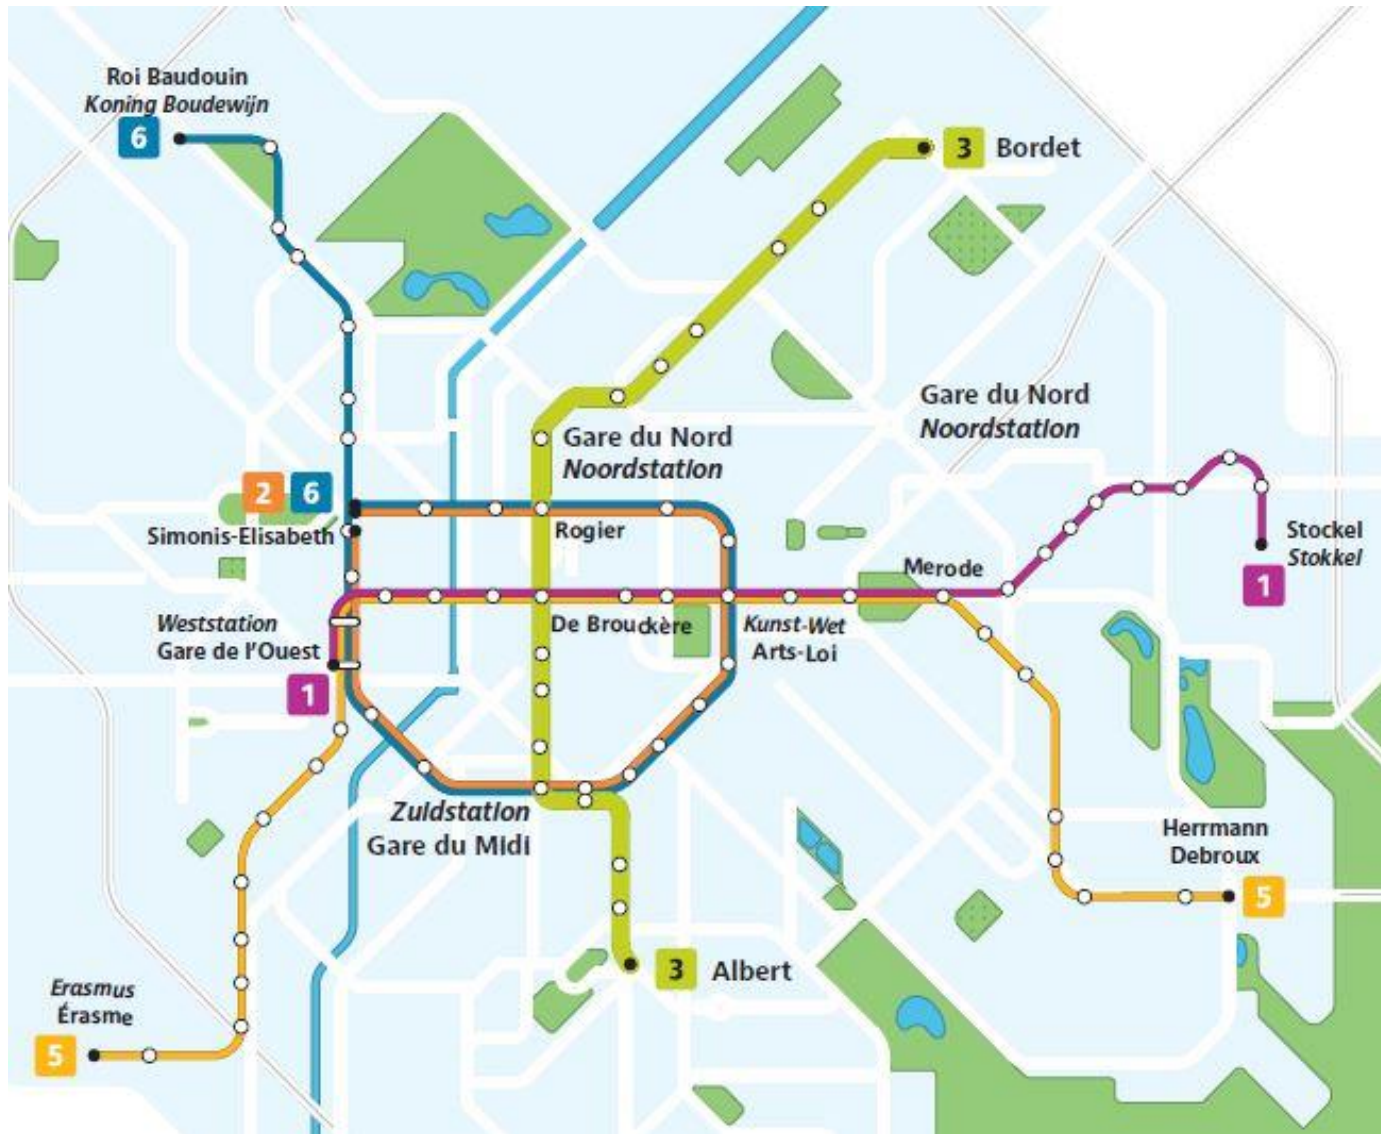 Roi Baudouin
Koning Boudewijn
6
3 Bordet
Gare du Nord
Noordstation
Gare du Nord
Noordstation
2 6
Simonis-Elisabeth
Rogier
Stockel
Stokkel
1
Merode
Weststation
Gare de l'Ouest
1
De Brouckère
Kunst-Wet
Arts-Loi
Zuidstation
Gare du Midi
Herrmann
Debroux
5
3 Albert
Erasmus
Érasme
5